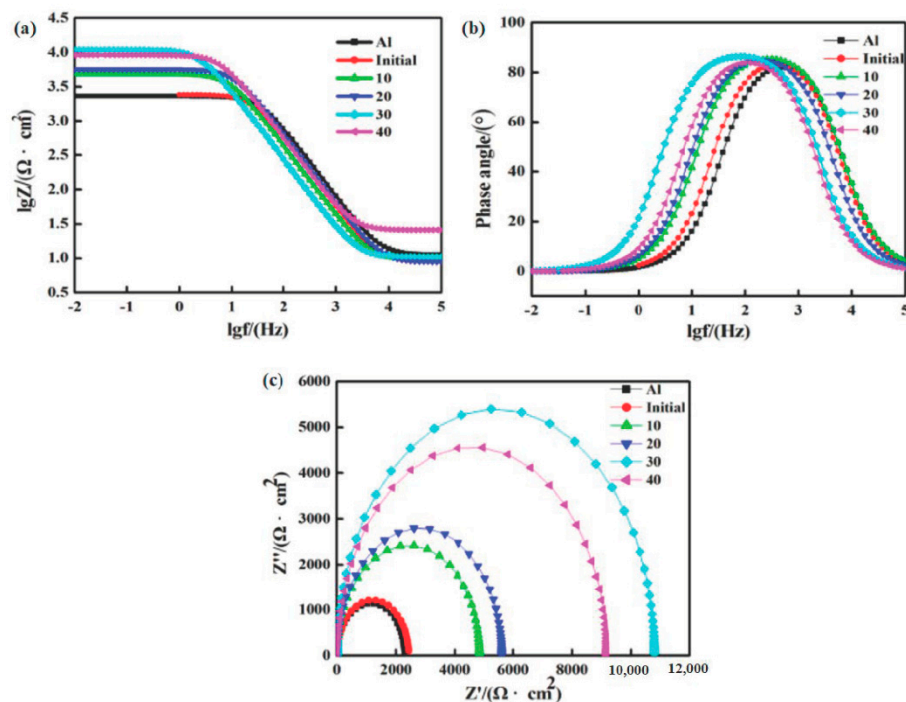 (a)
4.5
4.0
3.5
3.0
2.5
2.0
1.5
1.0
0.5
lgZ/(Ω · cm²)
Al
Initial
10
20
30
40
-2 -1 0 1 2 3 4 5
lgf/(Hz)
(b)
100
80
60
40
20
0
Phase angle/(°)
Al
Initial
10
20
30
40
-2 -1 0 1 2 3 4 5
lgf/(Hz)
(c)
6000
5000
4000
3000
2000
1000
0
Z''/(Ω · cm²)
Al
Initial
10
20
30
40
0 2000 4000 6000 8000 10,000 12,000
Z'/(Ω · cm²)